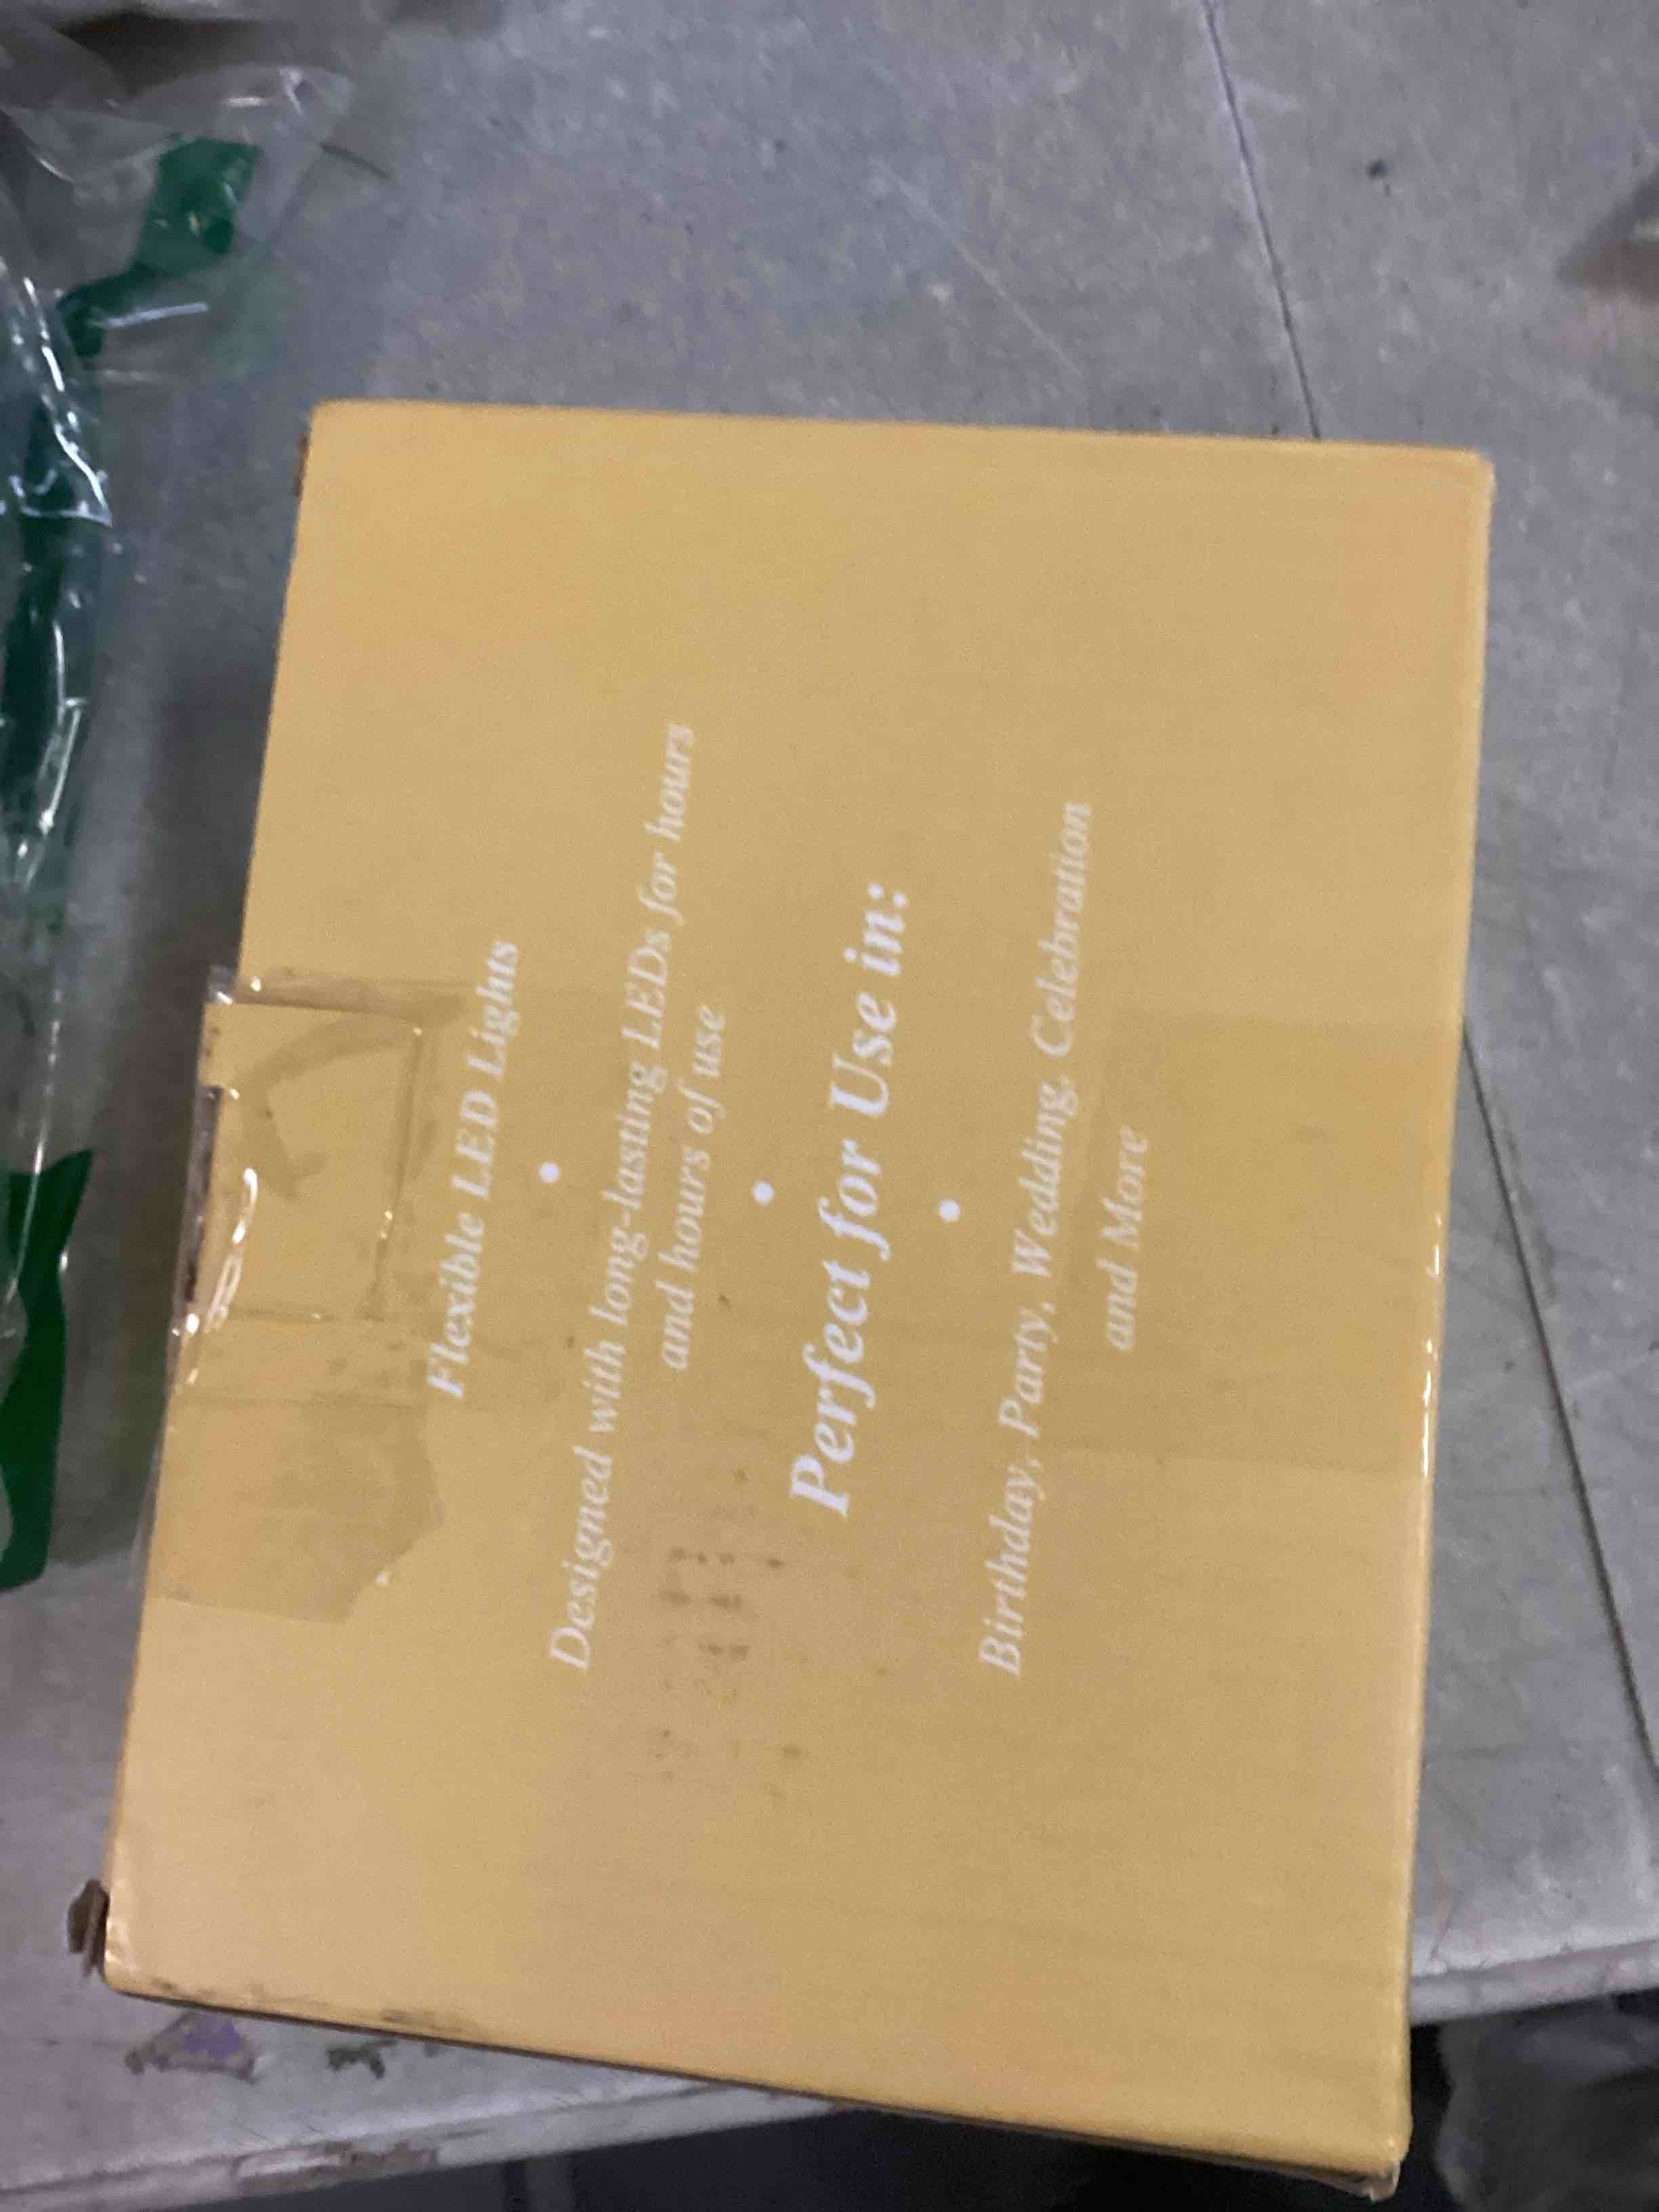 Flexible LED Lights
•
Designed with long-lasting LEDs for hours
and hours of use
•
Perfect for Use in:
•
Birthday, Party, Wedding, Celebration
and More